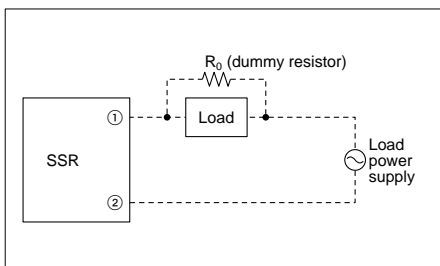 R₀ (dummy resistor)
①
Load
SSR
Load
power
supply
②